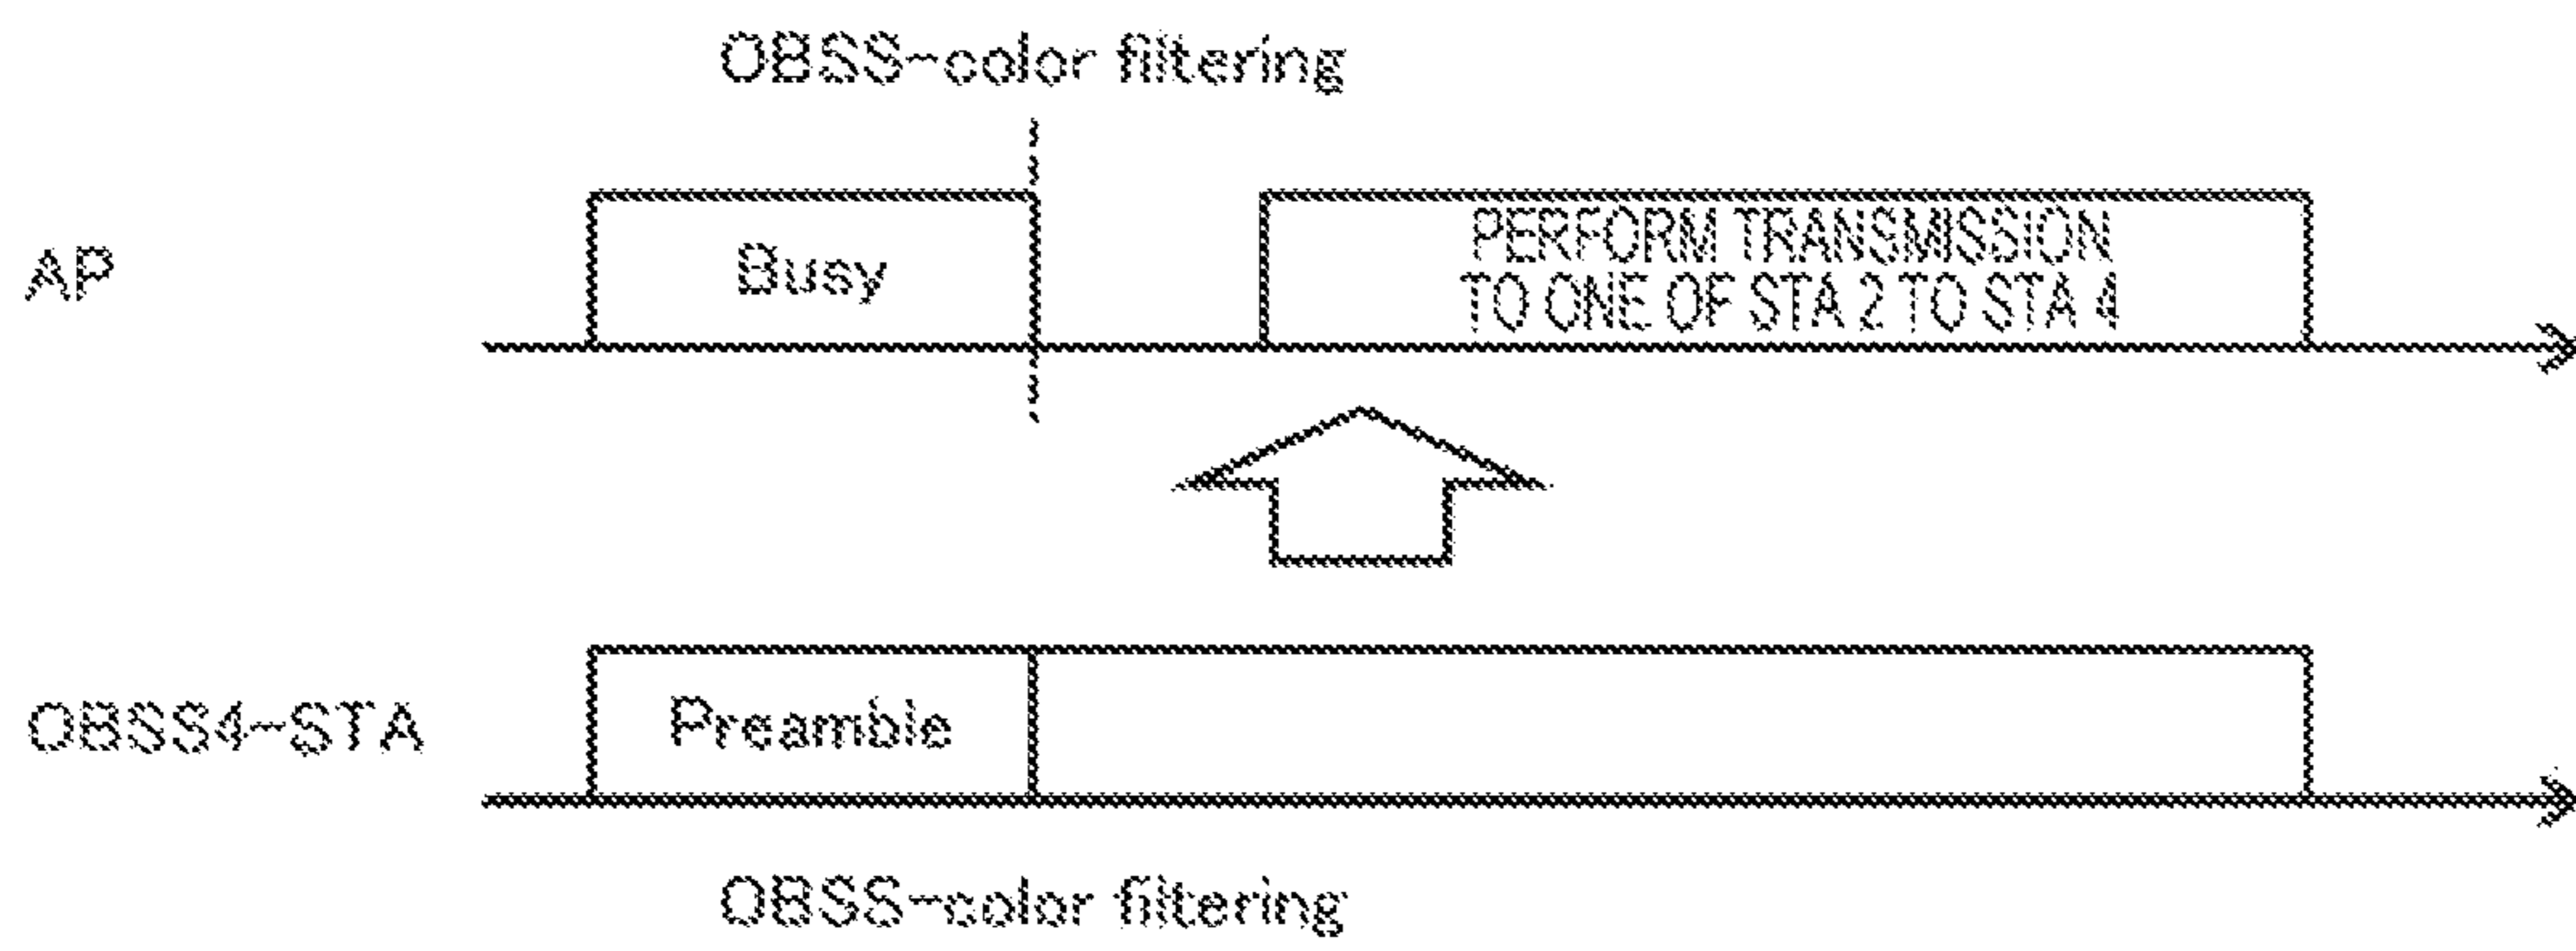 OBSS-color filtering
AP
Busy
PERFORM TRANSMISSION
TO ONE OF STA 2 TO STA 4
OBSS4-STA
Preamble
OBSS-color filtering